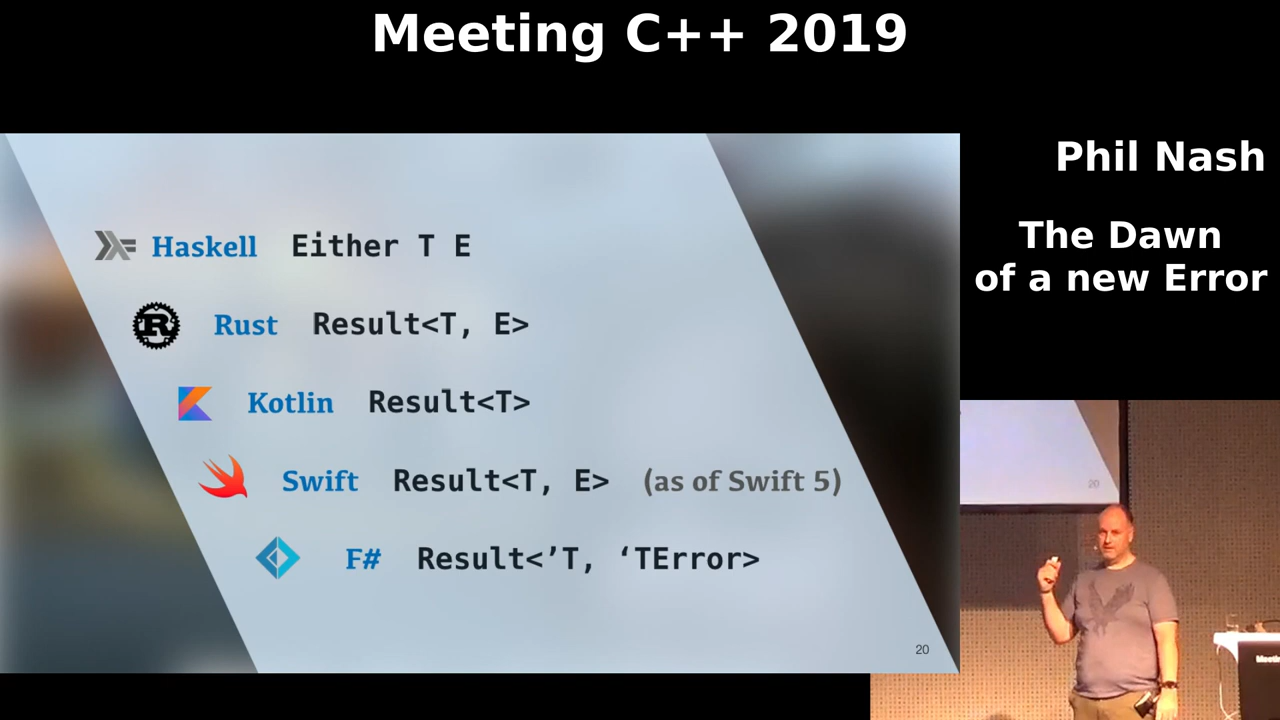 Meeting C++ 2019
Haskell Either T E
Rust Result<T, E>
Kotlin Result<T>
Swift Result<T, E> (as of Swift 5)
F# Result<’T, ‘TError>
20
Phil Nash
The Dawn
of a new Error
20